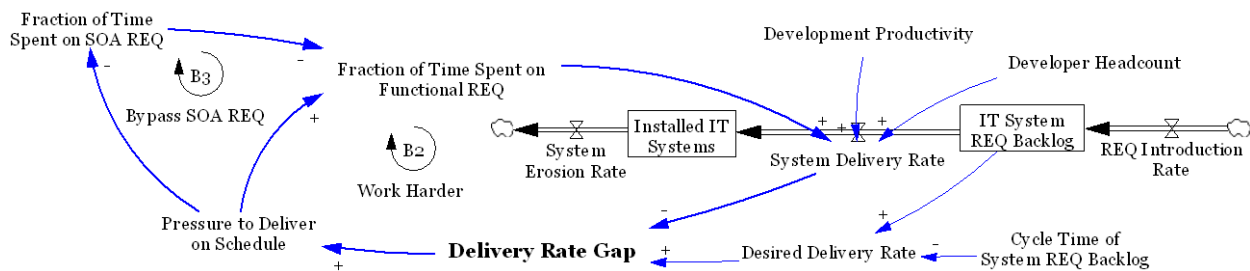 Fraction of Time
Spent on SOA REQ
-
B3
Bypass SOA REQ
-
+
Fraction of Time Spent on
Functional REQ
B2
Work Harder
Development Productivity
Developer Headcount
+
+
+
System
Erosion Rate
Installed IT
Systems
System Delivery Rate
IT System
REQ Backlog
REQ Introduction
Rate
Pressure to Deliver
on Schedule
+
Delivery Rate Gap
-
+
Desired Delivery Rate
+
-
Cycle Time of
System REQ Backlog